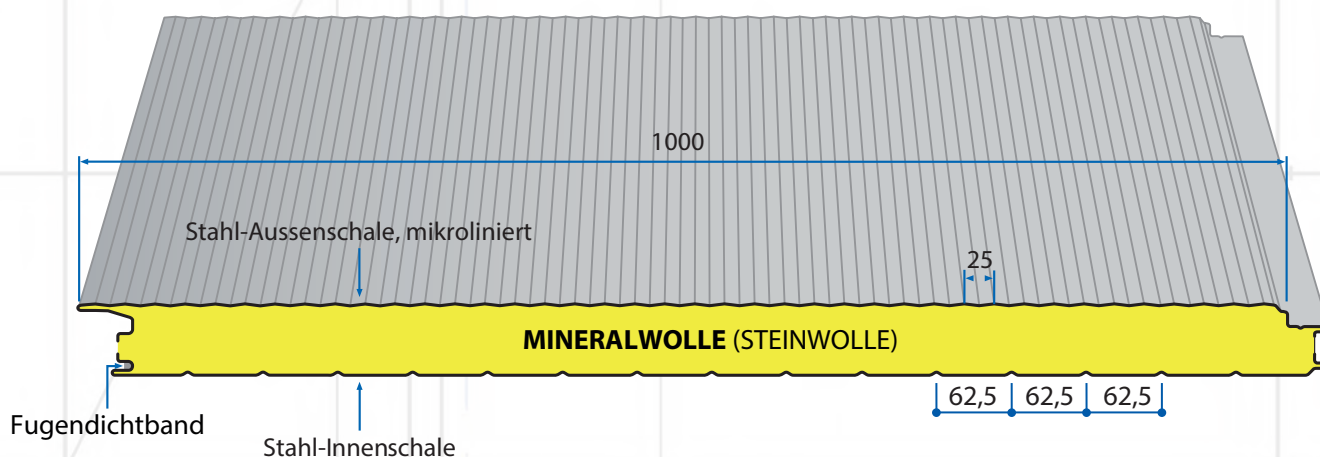 1000
Stahl-Aussenschale, mikroliniert
25
MINERALWOLLE (STEINWOLLE)
62,5 62,5 62,5
Fugendichtband
Stahl-Innenschale